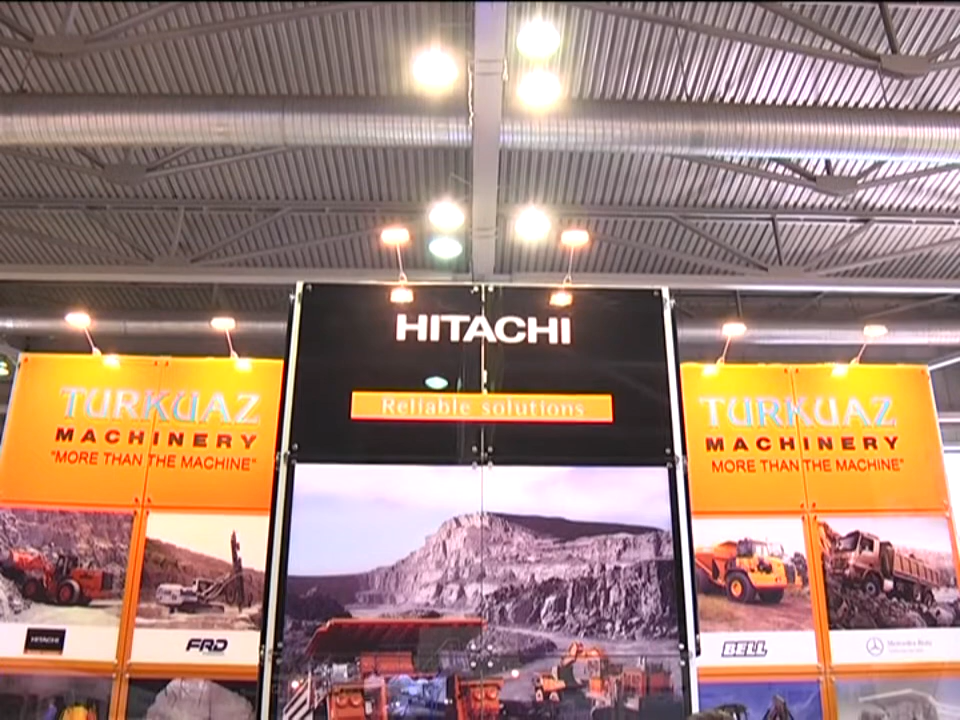 HITACHI
Reliable solutions
TURKUAZ
MACHINERY
"MORE THAN THE MACHINE"
TURKUAZ
MACHINERY
MORE THAN THE MACHINE"
HITACHI
FRD
BELL
Mercedes-Benz